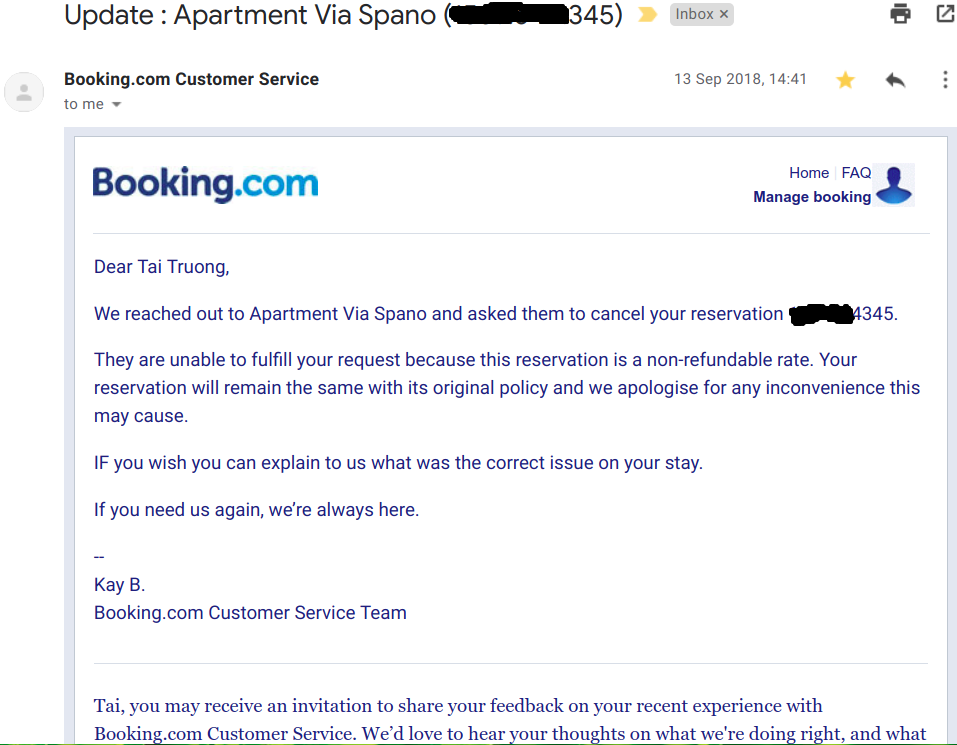 Update : Apartment Via Spano (345) Inbox ×
Booking.com Customer Service 13 Sep 2018, 14:41
to me
Booking.com
Home | FAQ
Manage booking
Dear Tai Truong,
We reached out to Apartment Via Spano and asked them to cancel your reservation 4345.
They are unable to fulfill your request because this reservation is a non-refundable rate. Your
reservation will remain the same with its original policy and we apologise for any inconvenience this
may cause.
IF you wish you can explain to us what was the correct issue on your stay.
If you need us again, we’re always here.
--
Kay B.
Booking.com Customer Service Team
Tai, you may receive an invitation to share your feedback on your recent experience with
Booking.com Customer Service. We’d love to hear your thoughts on what we're doing right, and what